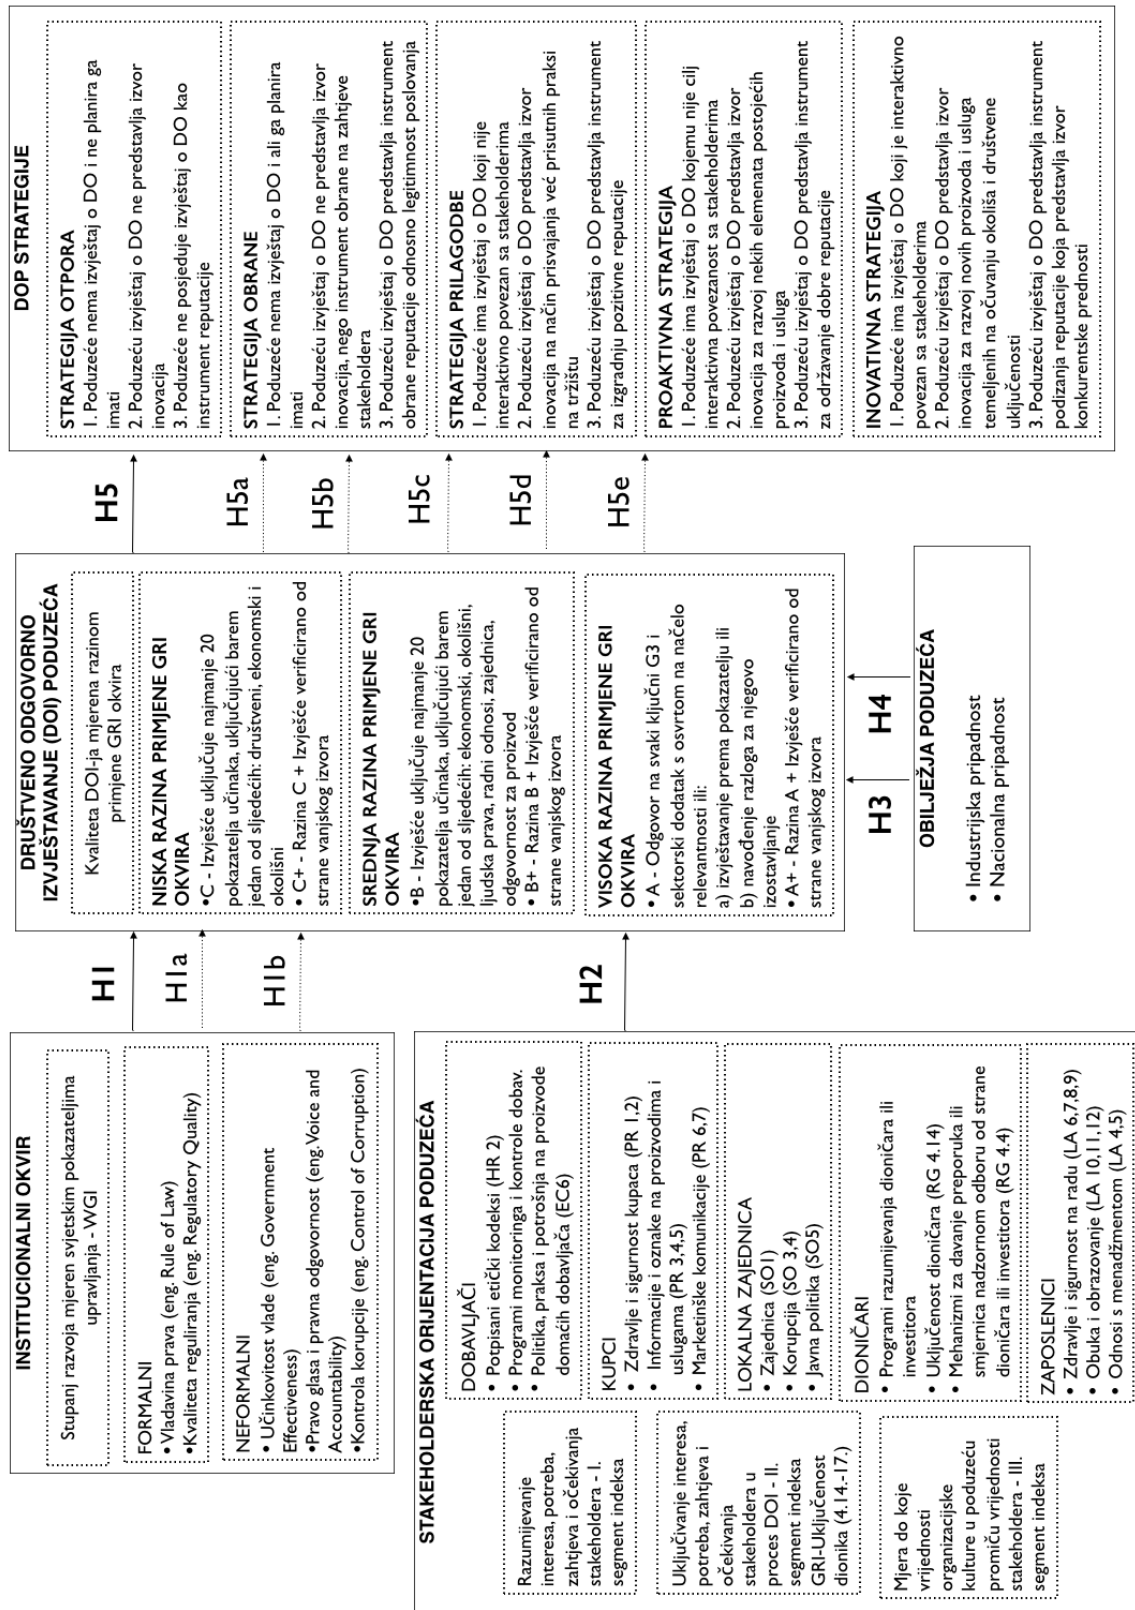 INSTITUCIONALNI OKVIR
Stupanj razvoja mjeren svjetskim pokazateljima
upravljanja - WGI
FORMALNI
• Vladavina prava (eng. Rule of Law)
•Kvaliteta reguliranja (eng. Regulatory Quality)
NEFORMALNI
• Učinkovitost vlade (eng. Government
Effectiveness)
•Pravo glasa i pravna odgovornost (eng. Voice and
Accountability)
•Kontrola korupcije (eng. Control of Corruption)
STAKEHOLDERSKA ORIJENTACIJA PODUZEĆA
Razumijevanje
interesa, potreba,
zahtjeva i očekivanja
stakeholdera - I.
segment indeksa
Uključivanje interesa,
potreba, zahtjeva i
očekivanja
stakeholdera u
proces DOI - II.
segment indeksa
GRI-Uključenost
dionika (4.14.-17.)
Mjera do koje
vrijednosti
organizacijske
kulture u poduzeću
promiču vrijednosti
stakeholdera - III.
segment indeksa
DOBAVLJAČI
• Potpisani etički kodeksi (HR 2)
• Programi monitoringa i kontrole dobav.
• Politika, praksa i potrošnja na proizvode
domaćih dobavljača (EC6)
KUPCI
• Zdravlje i sigurnost kupaca (PR 1,2)
• Informacije i oznake na proizvodima i
uslugama (PR 3,4,5)
• Marketinške komunikacije (PR 6,7)
LOKALNA ZAJEDNICA
• Zajednica (SO1)
• Korupcija (SO 3,4)
• Javna politka (SO5)
DIONIČARI
• Programi razumijevanja dioničara ili
investitora
• Uključenost dioničara (RG 4.14)
• Mehanizmi za davanje preporuka ili
smjernica nadzornom odboru od strane
dioničara ili investitora (RG 4.4)
ZAPOSLENICI
• Zdravlje i sigurnost na radu (LA 6,7,8,9)
• Obuka i obrazovanje (LA 10,11,12)
• Odnosi s menadžmentom (LA 4,5)
H1
H1a
H1b
H2
DRUŠTVENO ODGOVORNO
IZVJEŠTAVANJE (DOI) PODUZEĆA
Kvaliteta DOI-ja mjerena razinom
primjene GRI okvira
NISKA RAZINA PRIMJENE GRI
OKVIRA
•C - Izvješće uključuje najmanje 20
pokazatelja učinaka, uključujući barem
jedan od sljedećih: društveni, ekonomski i
okolišni
• C+ - Razina C + Izvješće verificirano od
strane vanjskog izvora
SREDNJA RAZINA PRIMJENE GRI
OKVIRA
•B - Izvješće uključuje najmanje 20
pokazatelja učinaka, uključujući barem
jedan od sljedećih: ekonomski, okolišni,
ljudska prava, radni odnosi, zajednica,
odgovornost za proizvod
• B+ - Razina B + Izvješće verificirano od
strane vanjskog izvora
VISOKA RAZINA PRIMJENE GRI
OKVIRA
• A - Odgovor na svaki ključni G3 i
sektorski dodatak s osvrtom na načelo
relevantnosti ili:
a) izvještavanje prema pokazatelju ili
b) navođenje razloga za njegovo
izostavljanje
• A+ - Razina A + Izvješće verificirano od
strane vanjskog izvora
H3
H4
OBILJEŽJA PODUZEĆA
• Industrijska pripadnost
• Nacionalna pripadnost
H5
H5a
H5b
H5c
H5d
H5e
DOP STRATEGIJE
STRATEGIJA OTPORA
1. Poduzeće nema izvještaj o DO i ne planira ga
imati
2. Poduzeću izvještaj o DO ne predstavlja izvor
inovacija
3. Poduzeće ne posjeduje izvještaj o DO kao
instrument reputacije
STRATEGIJA OBRANE
1. Poduzeće nema izvještaj o DO i ali ga planira
imati
2. Poduzeću izvještaj o DO ne predstavlja izvor
inovacija, nego instrument obrane na zahtjeve
stakeholdera
3. Poduzeću izvještaj o DO predstavlja instrument
obrane reputacije odnosno legitimnost poslovanja
STRATEGIJA PRILAGODBE
1. Poduzeće ima izvještaj o DO koji nije
interaktivno povezan sa stakeholderima
2. Poduzeću izvještaj o DO predstavlja izvor
inovacija na način prisvajanja već prisutnih praksi
na tržištu
3. Poduzeću izvještaj o DO predstavlja instrument
za izgradnju pozitivne reputacije
PROAKTIVNA STRATEGIJA
1. Poduzeće ima izvještaj o DO kojemu nije cilj
interaktivna povezanost sa stakeholderima
2. Poduzeću izvještaj o DO predstavlja izvor
inovacija za razvoj nekih elemenata postojećih
proizvoda i usluga
3. Poduzeću izvještaj o DO predstavlja instrument
za održavanje dobre reputacije
INOVATIVNA STRATEGIJA
1. Poduzeće ima izvještaj o DO koji je interaktivno
povezan sa stakeholderima
2. Poduzeću izvještaj o DO predstavlja izvor
inovacija za razvoj novih proizvoda i usluga
temeljenih na očuvanju okoliša i društvene
uključenosti
3. Poduzeću izvještaj o DO predstavlja instrument
podizanja reputacije koja predstavlja izvor
konkurentske prednosti